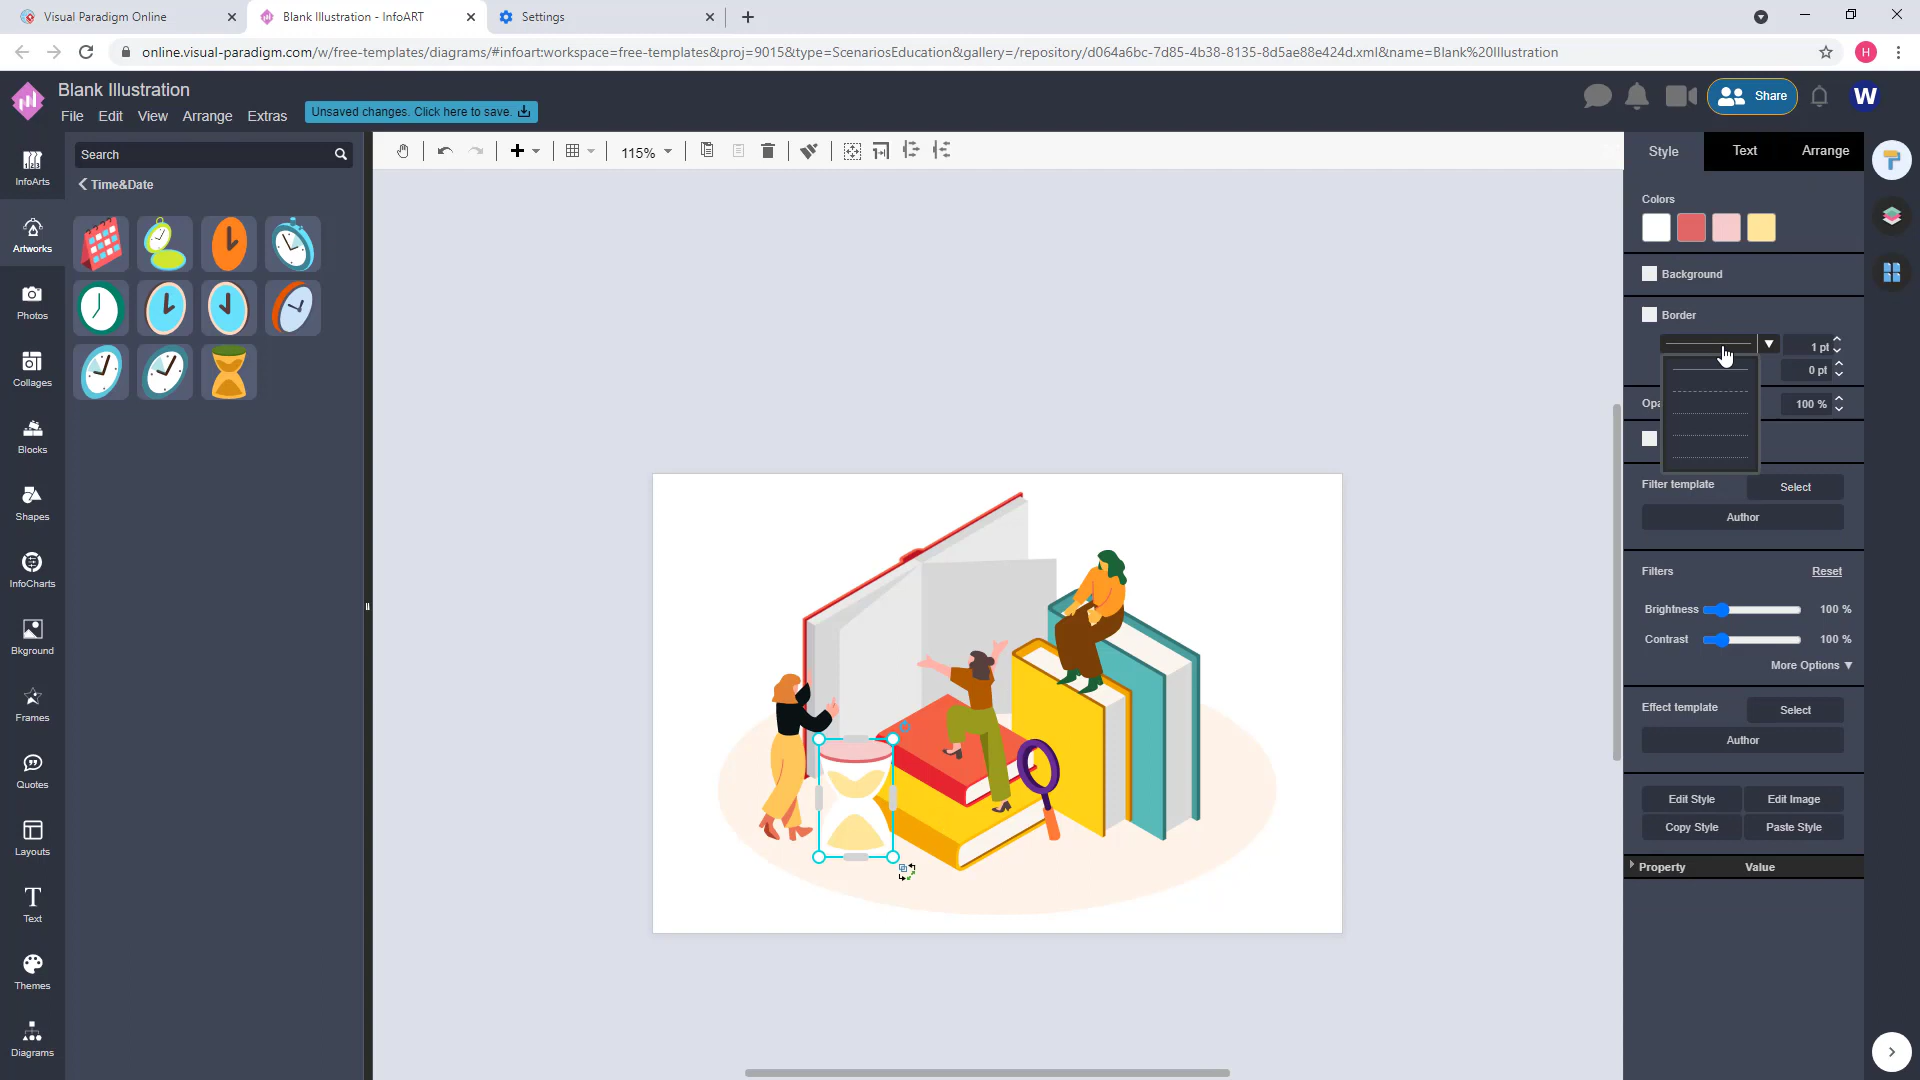 Visual Paradigm Online
Blank Illustration - InfoART
Settings
online.visual-paradigm.com/w/free-templates/diagrams/#infoart:workspace=free-templates&proj=9015&type=ScenariosEducation&gallery=/repository/d064a6bc-7d85-4b38-8135-8d5ae88e424d.xml&name=Blank%20Illustration
H
Blank Illustration
File Edit View Arrange Extras
Unsaved changes. Click here to save.
Share
W
InfoArts
Artworks
Photos
Collages
Blocks
Shapes
InfoCharts
Bkground
Frames
Quotes
Layouts
Text
Themes
Diagrams
Search
Time&Date
115%
Style Text Arrange
Colors
Background
Border
1 pt
0 pt
100 %
Filter template Select
Author
Filters Reset
Brightness 100 %
Contrast 100 %
More Options
Effect template Select
Author
Edit Style Edit Image
Copy Style Paste Style
Property Value